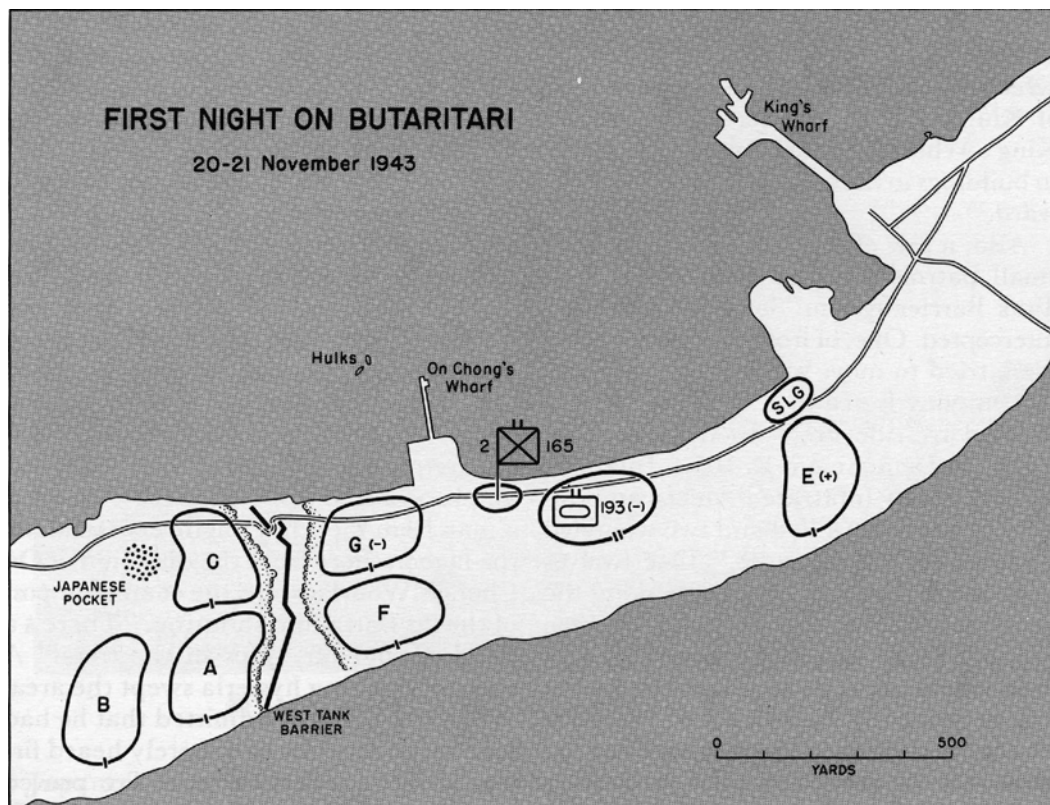 FIRST NIGHT ON BUTARITARI
20-21 November 1943
King's
Wharf
Hulks
On Chong's
Wharf
SLG
2 165
E (+)
193 (-)
G (-)
C
JAPANESE
POCKET
F
A
B
WEST TANK
BARRIER
0 500
YARDS